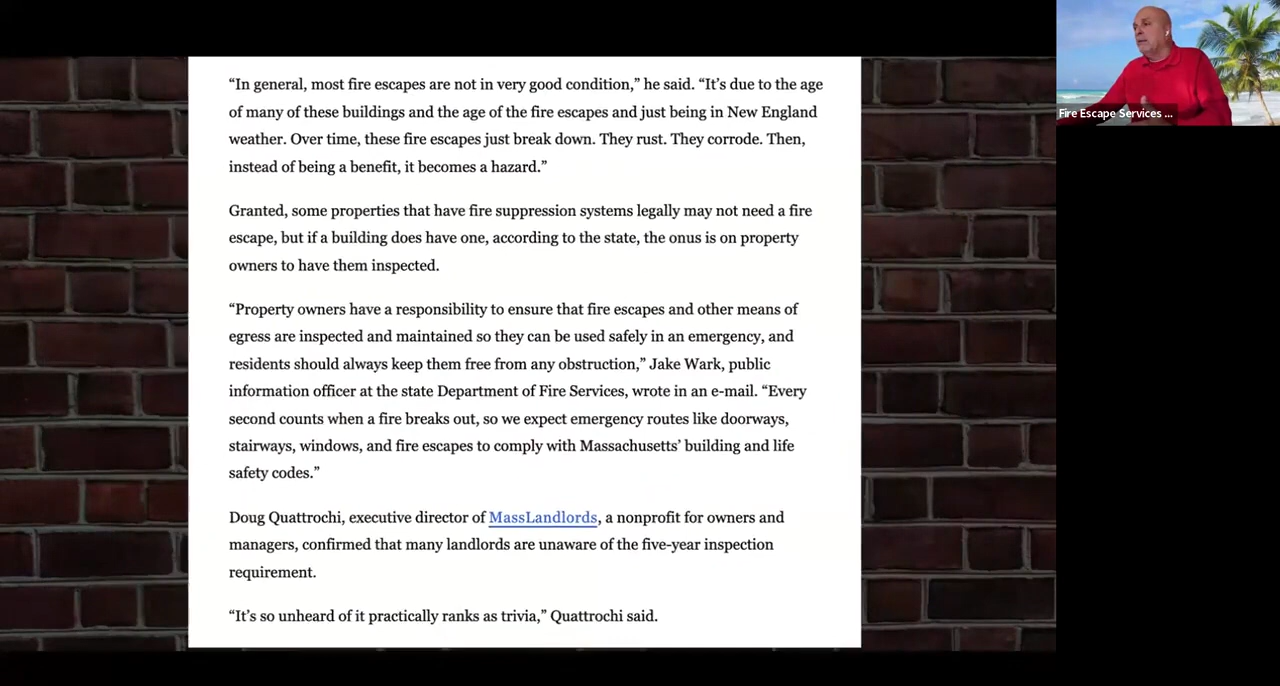 “In general, most fire escapes are not in very good condition,” he said. “It’s due to the age
of many of these buildings and the age of the fire escapes and just being in New England
weather. Over time, these fire escapes just break down. They rust. They corrode. Then,
instead of being a benefit, it becomes a hazard.”
Granted, some properties that have fire suppression systems legally may not need a fire
escape, but if a building does have one, according to the state, the onus is on property
owners to have them inspected.
“Property owners have a responsibility to ensure that fire escapes and other means of
egress are inspected and maintained so they can be used safely in an emergency, and
residents should always keep them free from any obstruction,” Jake Wark, public
information officer at the state Department of Fire Services, wrote in an e-mail. “Every
second counts when a fire breaks out, so we expect emergency routes like doorways,
stairways, windows, and fire escapes to comply with Massachusetts’ building and life
safety codes.”
Doug Quattrochi, executive director of MassLandlords, a nonprofit for owners and
managers, confirmed that many landlords are unaware of the five-year inspection
requirement.
“It’s so unheard of it practically ranks as trivia,” Quattrochi said.
Fire Escape Services ...